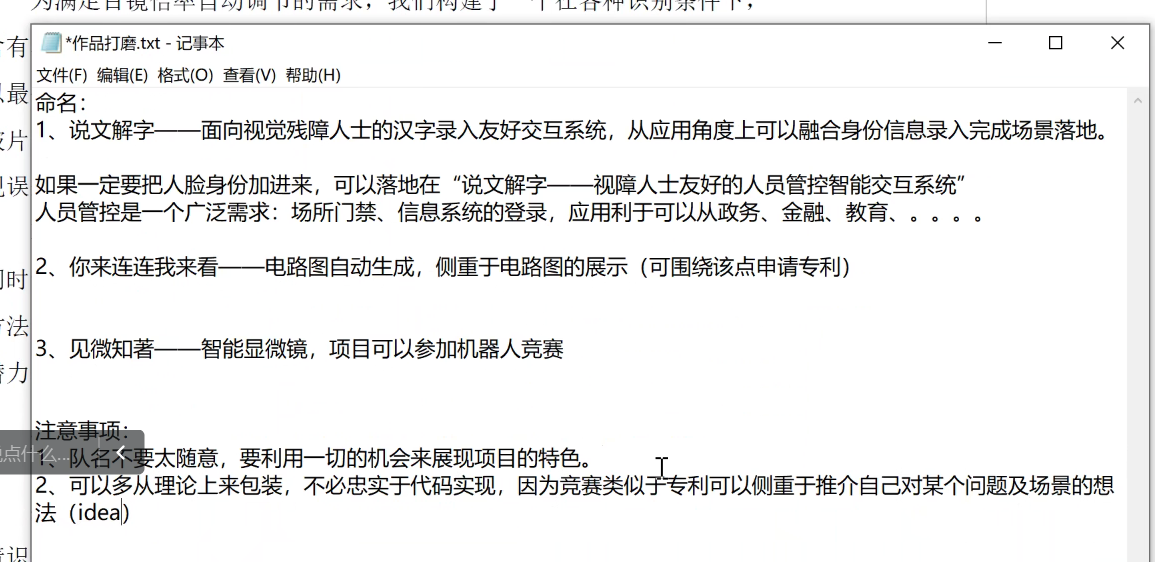 为满足目镜倍率自动调节的需求，我们构建了一个在各种识别条件下，
*作品打磨.txt - 记事本
文件(F) 编辑(E) 格式(O) 查看(V) 帮助(H)
命名：
1、说文解字——面向视觉残障人士的汉字录入友好交互系统，从应用角度上可以融合身份信息录入完成场景落地。
如果一定要把人脸身份加进来，可以落地在“说文解字——视障人士友好的人员管控智能交互系统”
人员管控是一个广泛需求：场所门禁、信息系统的登录，应用利于可以从政务、金融、教育、。。。。。
2、你来连连我来看——电路图自动生成，侧重于电路图的展示（可围绕该点申请专利）
3、见微知著——智能显微镜，项目可以参加机器人竞赛
注意事项：
1、队名不要太随意，要利用一切的机会来展现项目的特色。
2、可以多从理论上来包装，不必忠实于代码实现，因为竞赛类似于专利可以侧重于推介自己对某个问题及场景的想
法（idea）
点什么...